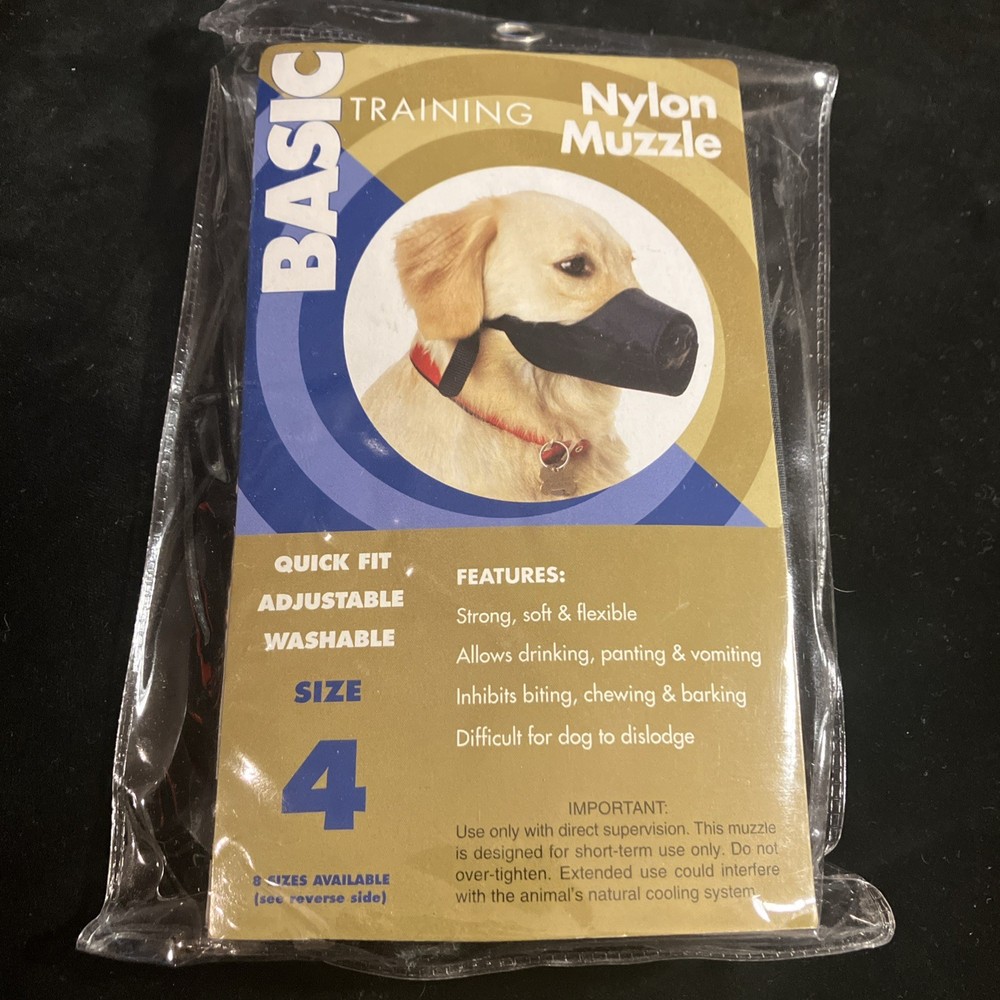 BASIC
TRAINING
Nylon
Muzzle
QUICK FIT
ADJUSTABLE
WASHABLE
SIZE
4
8 SIZES AVAILABLE
(see reverse side)
FEATURES:
Strong, soft & flexible
Allows drinking, panting & vomiting
Inhibits biting, chewing & barking
Difficult for dog to dislodge
IMPORTANT:
Use only with direct supervision. This muzzle
is designed for short-term use only. Do not
over-tighten. Extended use could interfere
with the animal's natural cooling system.